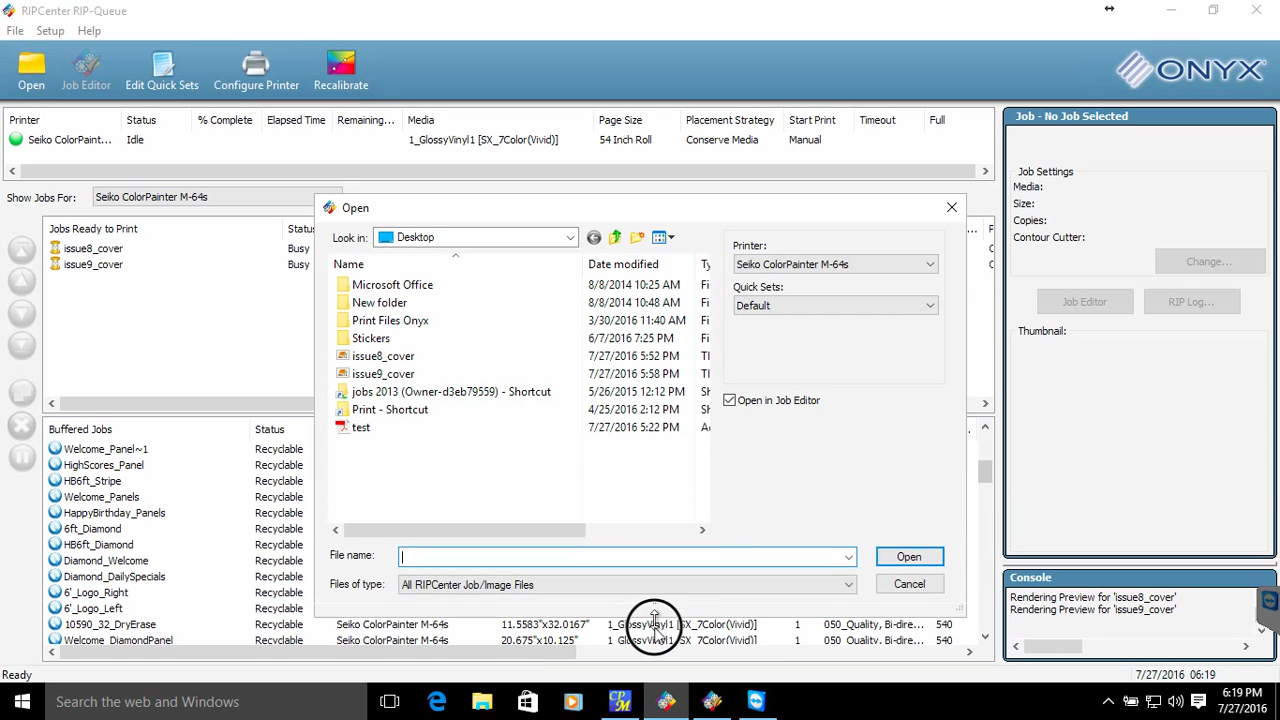 RIPCenter RIP-Queue
File Setup Help
Open Job Editor Edit Quick Sets Configure Printer Recalibrate
ONYX
Printer Status % Complete Elapsed Time Remaining... Media Page Size Placement Strategy Start Print Timeout Full
Seiko ColorPaint... Idle 1_GlossyVinyl1 [SX_7Color(Vivid)] 54 Inch Roll Conserve Media Manual
Show Jobs For: Seiko ColorPainter M-64s
Jobs Ready to Print Status
issue8_cover Busy
issue9_cover Busy
Open
Look in: Desktop
Name Date modified
Microsoft Office 8/8/2014 10:25 AM
New folder 8/8/2014 10:48 AM
Print Files Onyx 3/30/2016 11:40 AM
Stickers 6/7/2016 7:25 PM
issue8_cover 7/27/2016 5:52 PM
issue9_cover 7/27/2016 5:58 PM
jobs 2013 (Owner-d3eb79559) - Shortcut 5/26/2015 12:12 PM
Print - Shortcut 4/25/2016 2:12 PM
test 7/27/2016 5:22 PM
Printer:
Seiko ColorPainter M-64s
Quick Sets:
Default
Open in Job Editor
File name: Open
Files of type: All RIPCenter Job/Image Files Cancel
Buffered Jobs Status
Welcome_Panel~1 Recyclable
HighScores_Panel Recyclable
HB6ft_Stripe Recyclable
Welcome_Panels Recyclable
HappyBirthday_Panels Recyclable
6ft_Diamond Recyclable
HB6ft_Diamond Recyclable
Diamond_Welcome Recyclable
Diamond_DailySpecials Recyclable
6'_Logo_Right Recyclable
6'_Logo_Left Recyclable
10590_32_DryErase Recyclable Seiko ColorPainter M-64s 11.5583"x32.0167" 1_GlossyVinyl1 [SX_7Color(Vivid)] 1 050_Quality, Bi-dire... 540
Welcome_DiamondPanel Recyclable Seiko ColorPainter M-64s 20.675"x10.125" 1_GlossyVinyl1 [SX_7Color(Vivid)] 1 050_Quality, Bi-dire... 540
Job - No Job Selected
Job Settings
Media:
Size:
Copies:
Contour Cutter:
Change...
Job Editor RIP Log...
Thumbnail:
Console
Rendering Preview for 'issue8_cover'
Rendering Preview for 'issue9_cover'
Ready 7/27/2016 06:19
Search the web and Windows
6:19 PM
7/27/2016